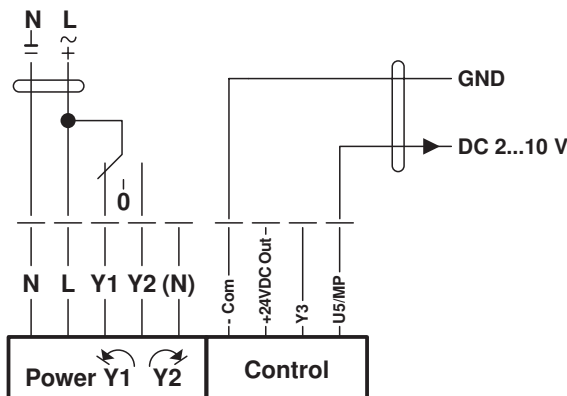 N L
GND
DC 2...10 V
0
N L Y1 Y2 (N)
- Com
+24VDC Out
Y3
U5/MP
Power Y1 Y2
Control